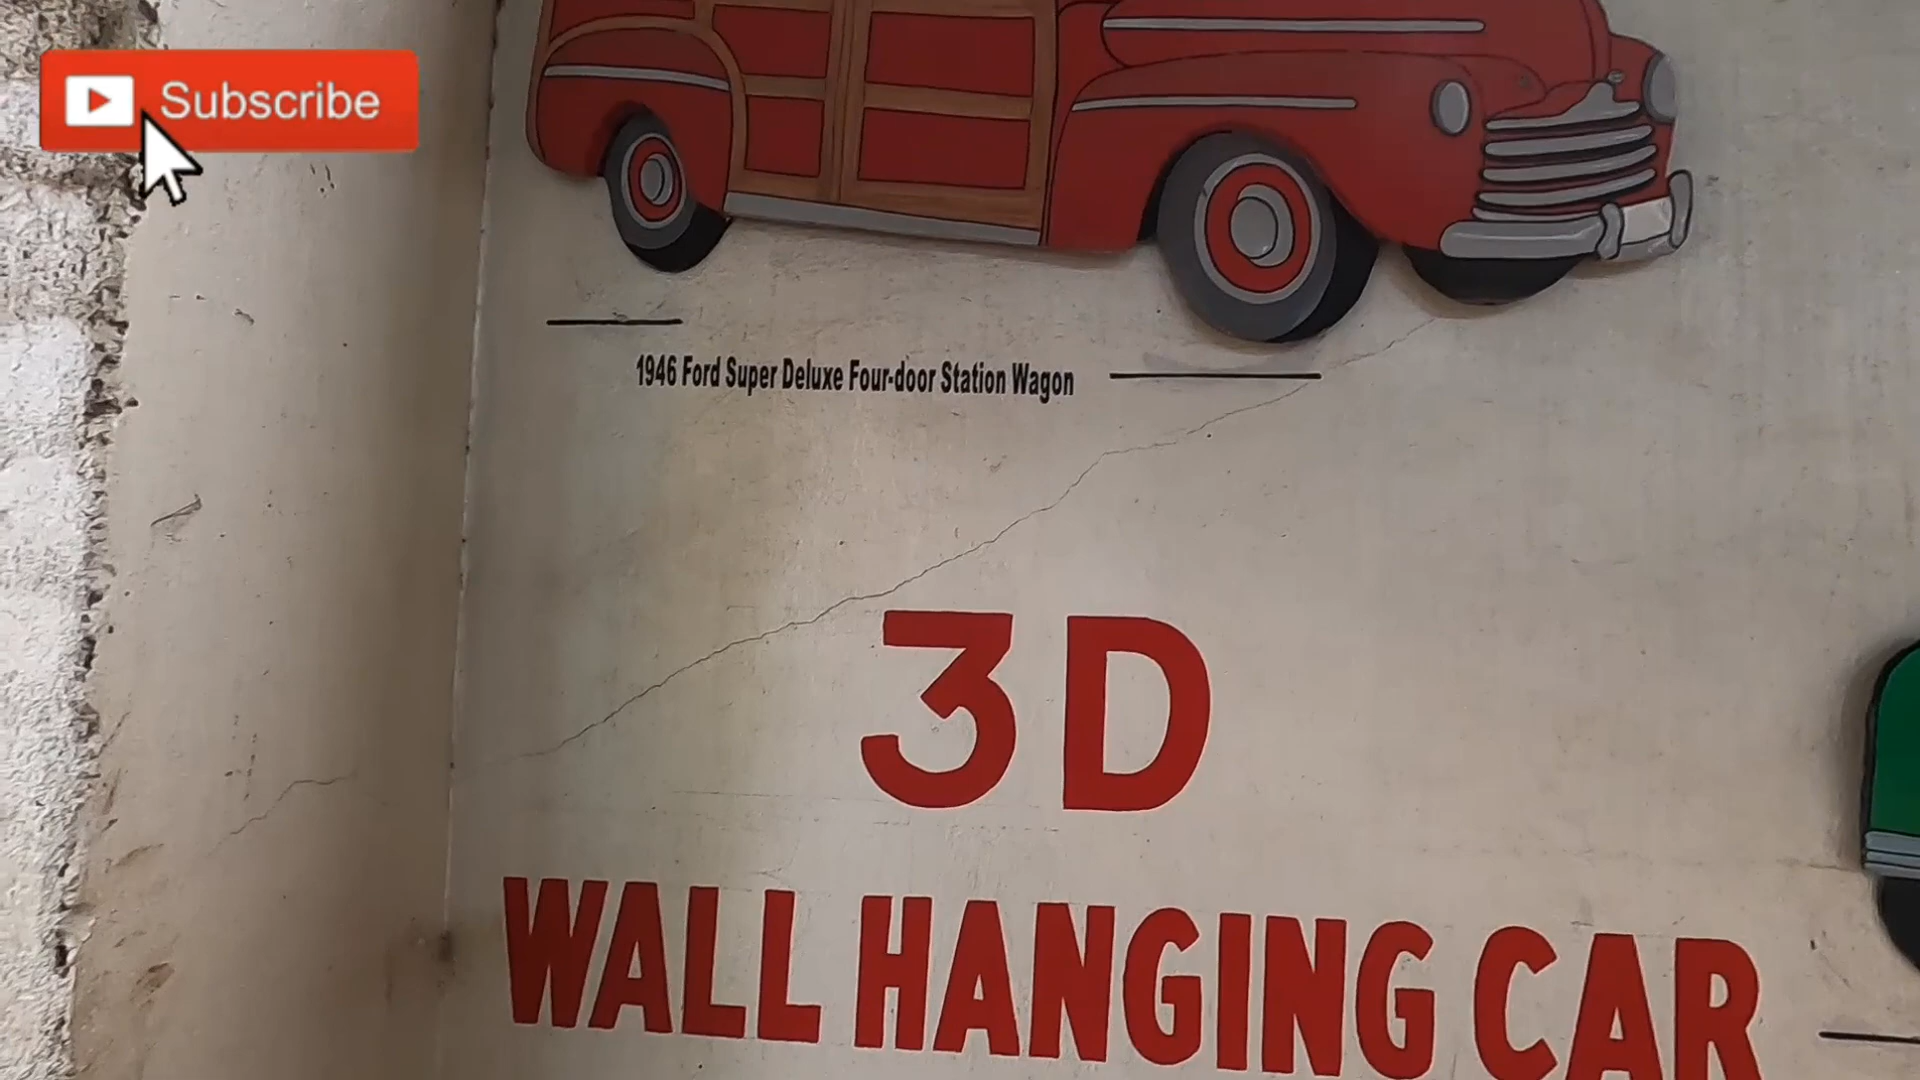 Subscribe
1946 Ford Super Deluxe Four-door Station Wagon
3D
WALL HANGING CAR